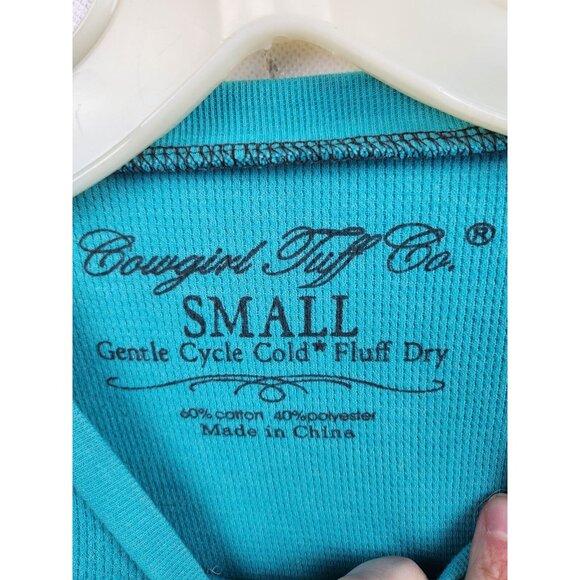 Cowgirl Tuff Co.®
SMALL
Gentle Cycle Cold★Fluff Dry
60% cotton 40%polyester
Made in China